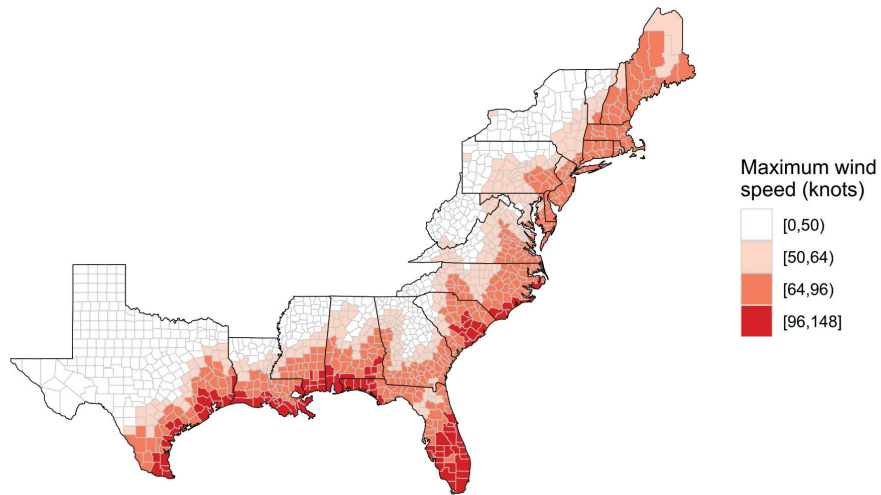 Maximum wind
speed (knots)
[0,50)
[50,64)
[64,96)
[96,148]